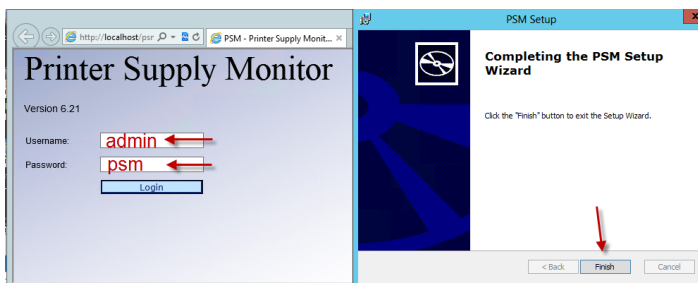 http://localhost/psr
PSM - Printer Supply Monit...
Printer Supply Monitor
Version 6.21
Username:
admin
Password:
psm
Login
PSM Setup
Completing the PSM Setup
Wizard
Click the "Finish" button to exit the Setup Wizard.
< Back
Finish
Cancel